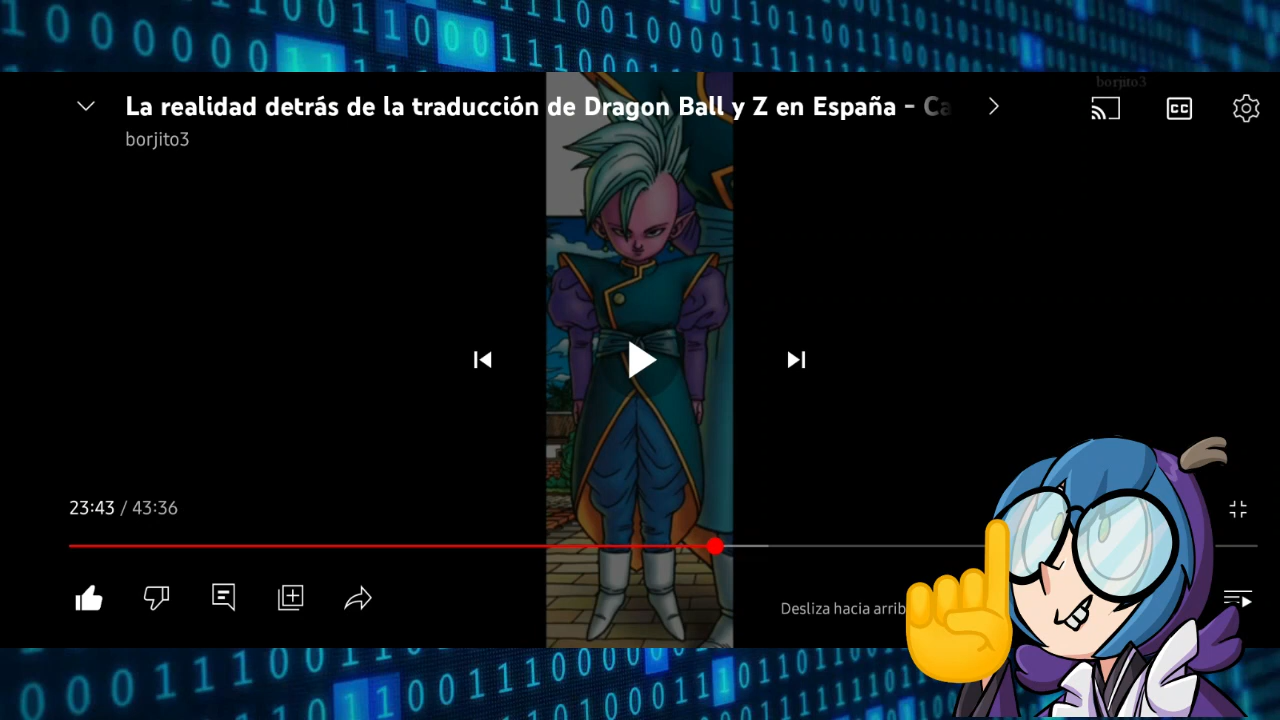 borjito3
La realidad detrás de la traducción de Dragon Ball y Z en España - Ca
CC
borjito3
23:43 / 43:36
Desliza hacia arrib